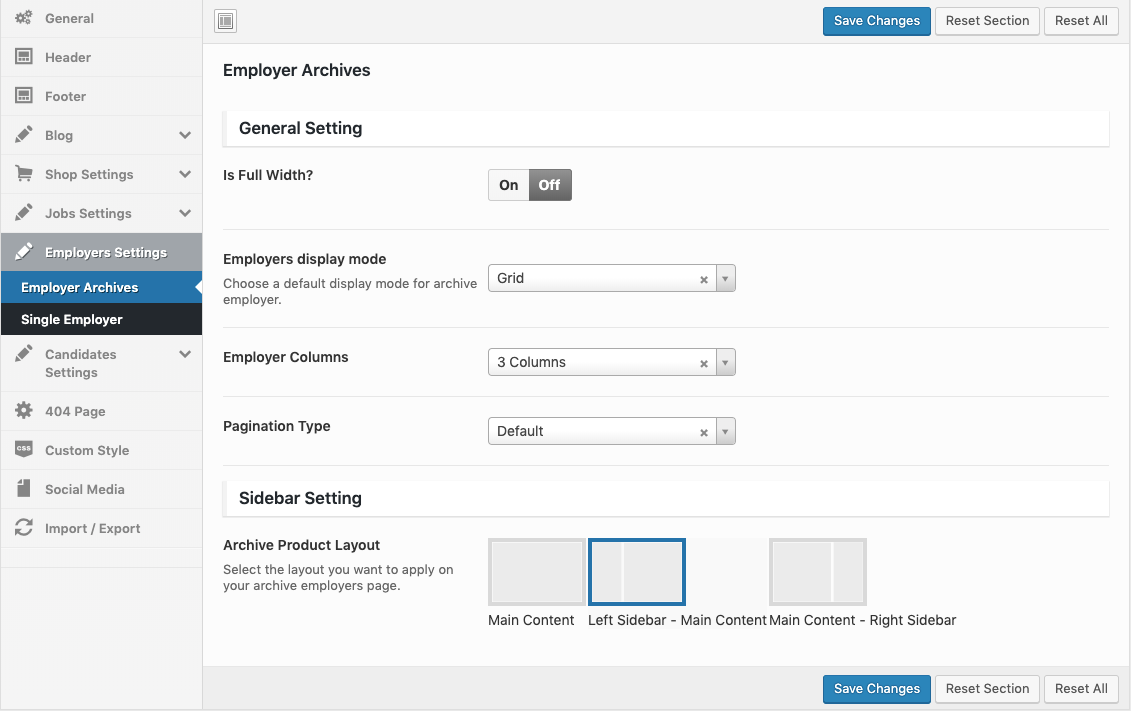 General
Header
Footer
Blog
Shop Settings
Jobs Settings
Employers Settings
Employer Archives
Single Employer
Candidates
Settings
404 Page
css
Custom Style
Social Media
Import / Export
Save Changes
Reset Section
Reset All
Employer Archives
General Setting
Is Full Width?
On
Off
Employers display mode
Choose a default display mode for archive
employer.
Grid
Employer Columns
3 Columns
Pagination Type
Default
Sidebar Setting
Archive Product Layout
Select the layout you want to apply on
your archive employers page.
Main Content
Left Sidebar - Main Content
Main Content - Right Sidebar
Save Changes
Reset Section
Reset All